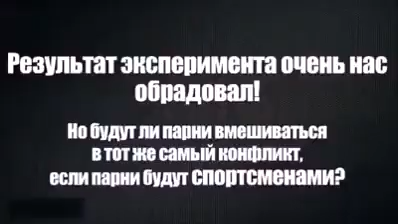 Результат эксперимента очень нас
обрадовал!
Но будут ли парни вмешиваться
в тот же самый конфликт,
если парни будут спортсменами?